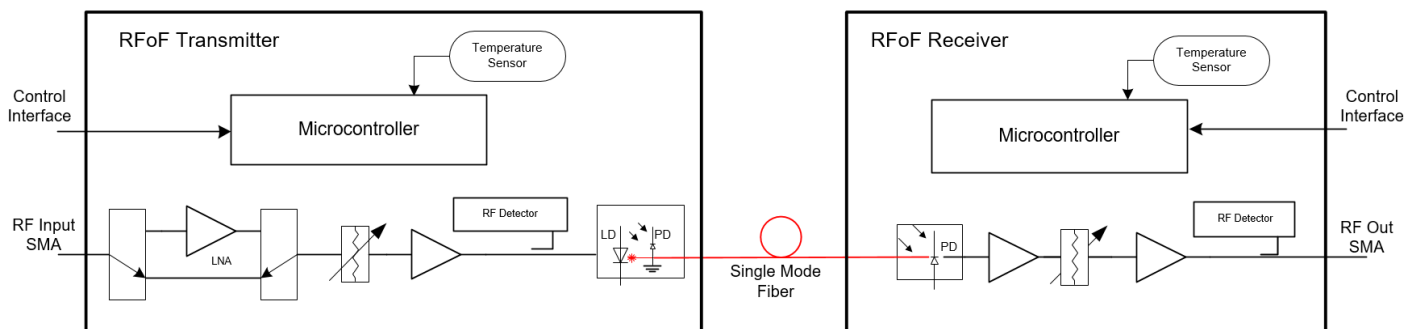 RFoF Transmitter
Temperature
Sensor
Control
Interface
Microcontroller
RF Input
SMA
LNA
RF Detector
LD
PD
Single Mode
Fiber
RFoF Receiver
Temperature
Sensor
Control
Interface
Microcontroller
PD
RF Detector
RF Out
SMA